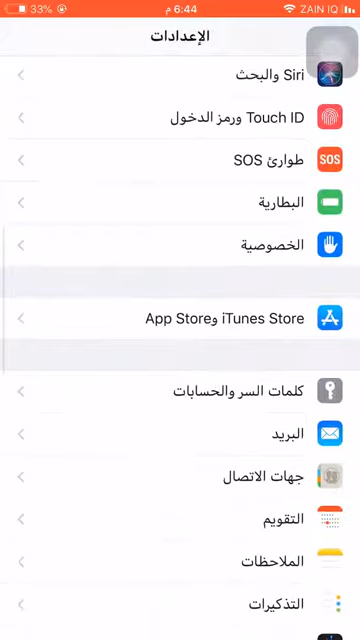 33% 6:44 م ZAIN IQ
الإعدادات
Siri والبحث
Touch ID ورمز الدخول
SOS طوارئ SOS
البطارية
الخصوصية
iTunes Store وApp Store
كلمات السر والحسابات
البريد
جهات الاتصال
التقويم
الملاحظات
التذكيرات